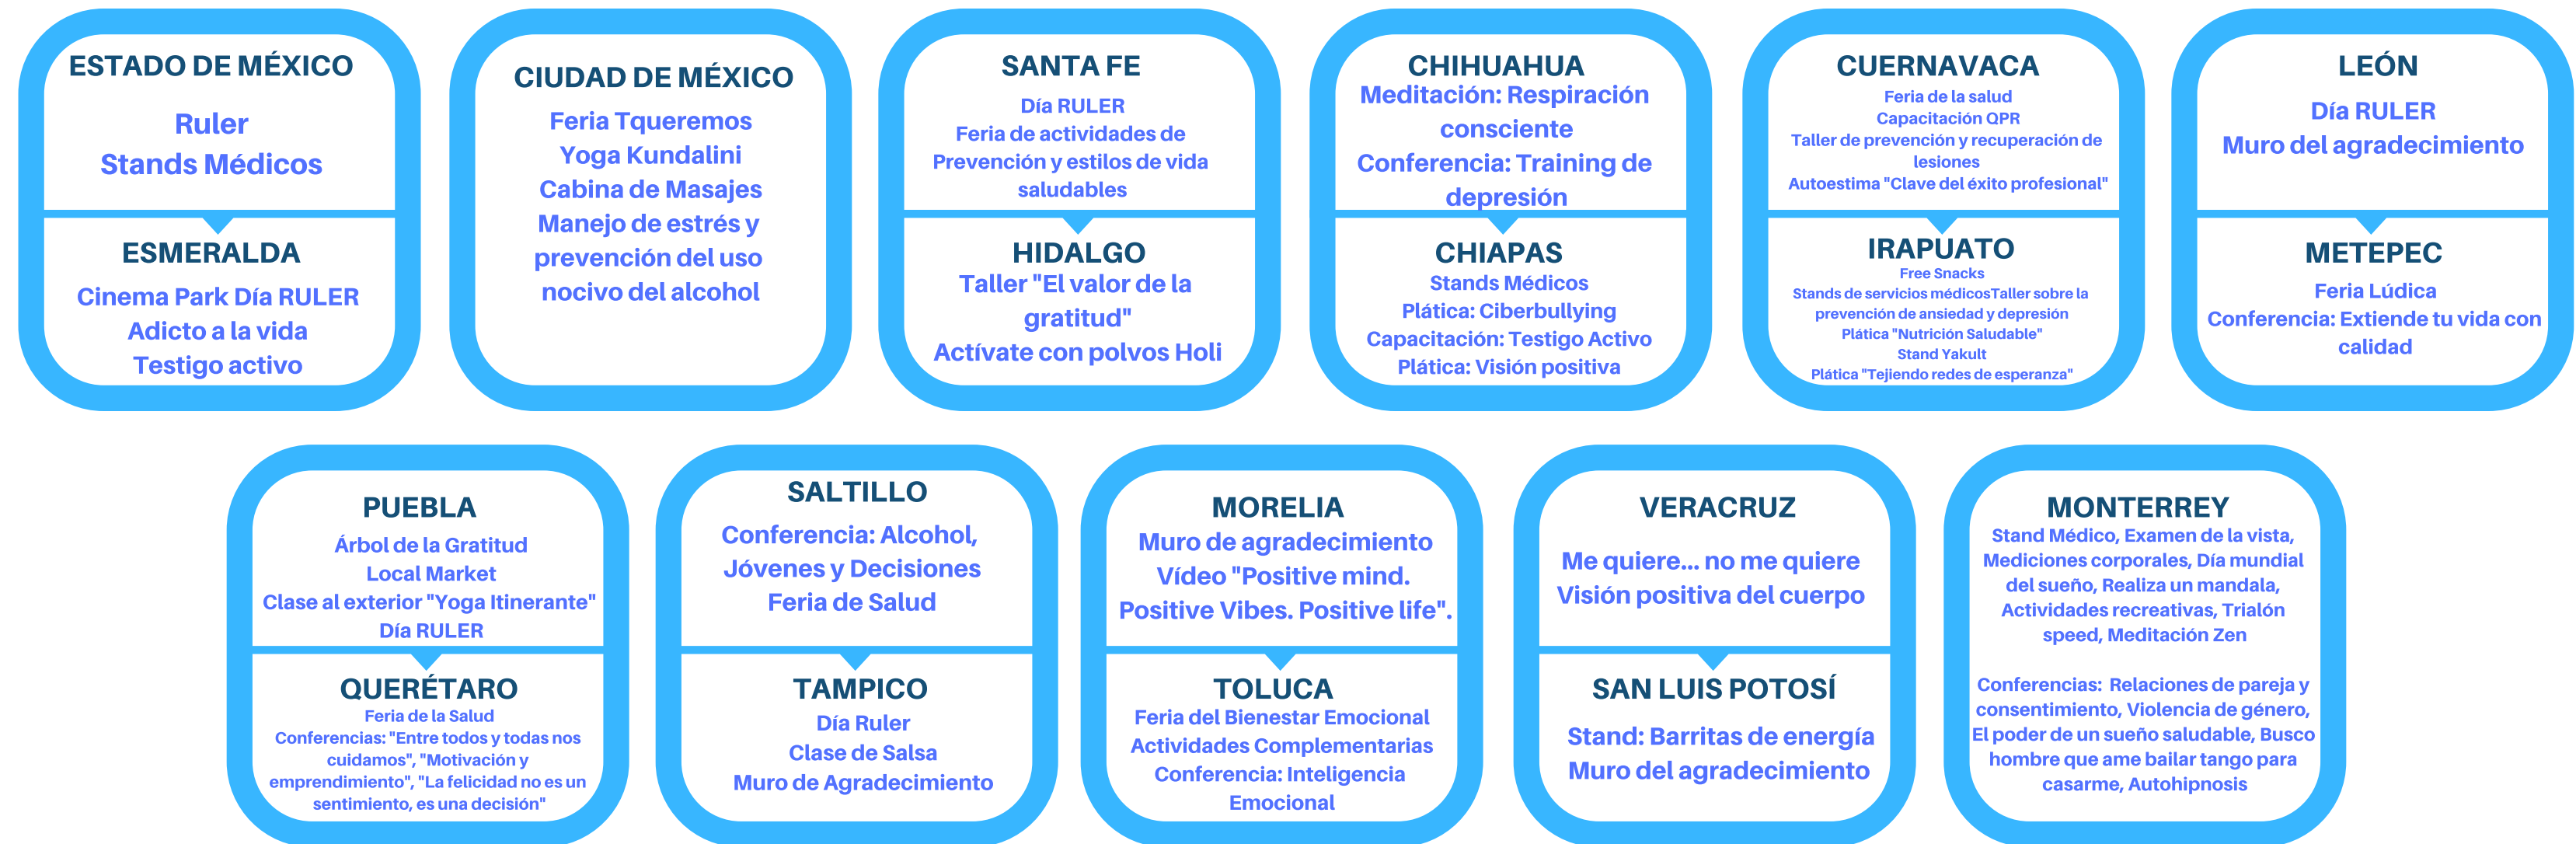 ESTADO DE MÉXICO
Ruler
Stands Médicos
ESMERALDA
Cinema Park Día RULER
Adicto a la vida
Testigo activo
CIUDAD DE MÉXICO
Feria Tqueremos
Yoga Kundalini
Cabina de Masajes
Manejo de estrés y
prevención del uso
nocivo del alcohol
SANTA FE
Día RULER
Feria de actividades de
Prevención y estilos de vida
saludables
HIDALGO
Taller "El valor de la
gratitud"
Actívate con polvos Holi
CHIHUAHUA
Meditación: Respiración
consciente
Conferencia: Training de
depresión
CHIAPAS
Stands Médicos
Plática: Ciberbullying
Capacitación: Testigo Activo
Plática: Visión positiva
CUERNAVACA
Feria de la salud
Capacitación QPR
Taller de prevención y recuperación de
lesiones
Autoestima "Clave del éxito profesional"
IRAPUATO
Free Snacks
Stands de servicios médicosTaller sobre la
prevención de ansiedad y depresión
Plática "Nutrición Saludable"
Stand Yakult
Plática "Tejiendo redes de esperanza"
LEÓN
Día RULER
Muro del agradecimiento
METEPEC
Feria Lúdica
Conferencia: Extiende tu vida con
calidad
PUEBLA
Árbol de la Gratitud
Local Market
Clase al exterior "Yoga Itinerante"
Día RULER
QUERÉTARO
Feria de la Salud
Conferencias: "Entre todos y todas nos
cuidamos", "Motivación y
emprendimiento", "La felicidad no es un
sentimiento, es una decisión"
SALTILLO
Conferencia: Alcohol,
Jóvenes y Decisiones
Feria de Salud
TAMPICO
Día Ruler
Clase de Salsa
Muro de Agradecimiento
MORELIA
Muro de agradecimiento
Vídeo "Positive mind.
Positive Vibes. Positive life".
TOLUCA
Feria del Bienestar Emocional
Actividades Complementarias
Conferencia: Inteligencia
Emocional
VERACRUZ
Me quiere... no me quiere
Visión positiva del cuerpo
SAN LUIS POTOSÍ
Stand: Barritas de energía
Muro del agradecimiento
MONTERREY
Stand Médico, Examen de la vista,
Mediciones corporales, Día mundial
del sueño, Realiza un mandala,
Actividades recreativas, Trialón
speed, Meditación Zen
Conferencias: Relaciones de pareja y
consentimiento, Violencia de género,
El poder de un sueño saludable, Busco
hombre que ame bailar tango para
casarme, Autohipnosis